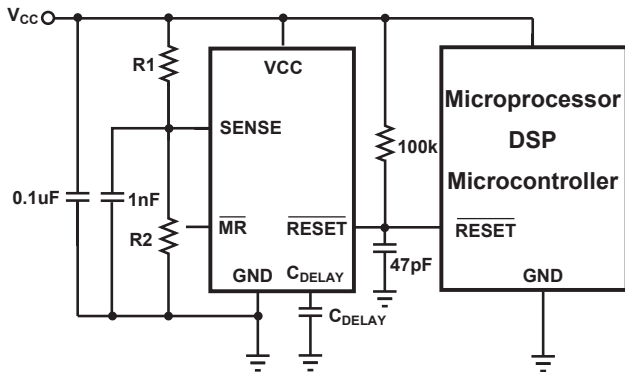 VCC
R1
VCC
SENSE
Microprocessor
DSP
Microcontroller
100k
0.1uF
1nF
R2
MR
RESET
RESET
47pF
GND
CDELAY
GND
CDELAY